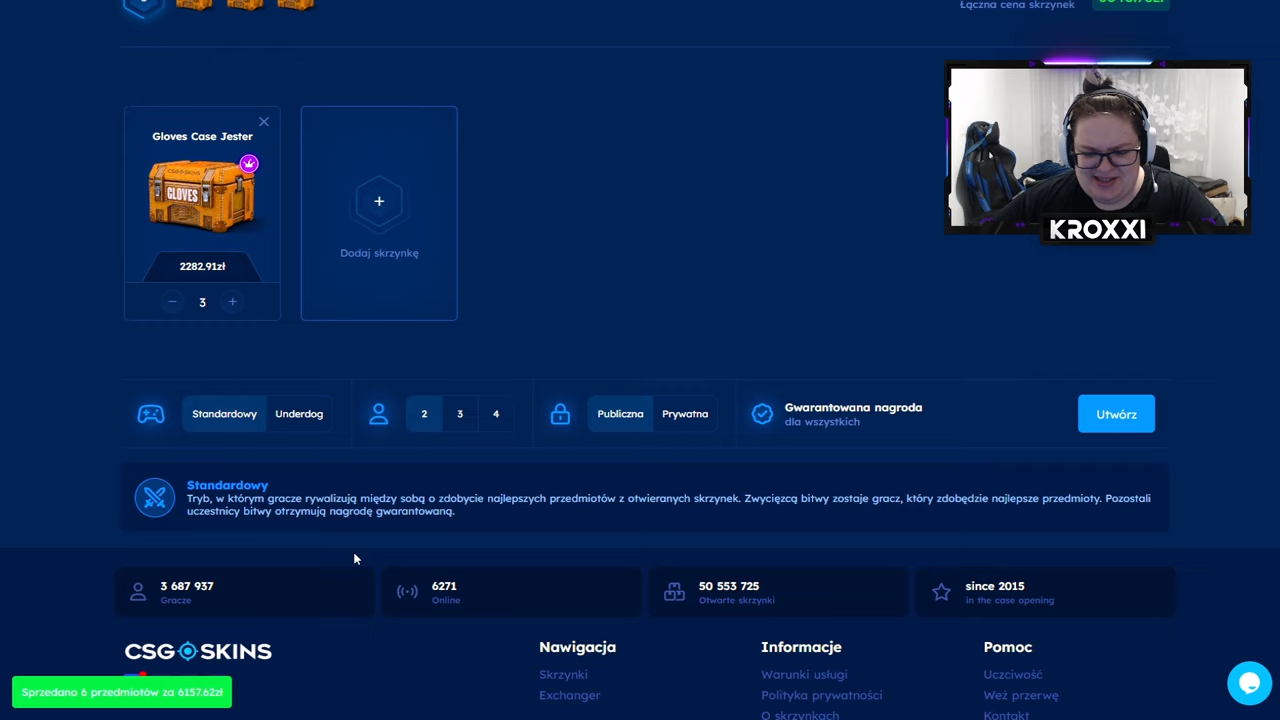 Łączna cena skrzynek
Gloves Case Jester
CSG SKINS
GLOVES
2282.91zł
3
Dodaj skrzynkę
KROXXI
Standardowy
Underdog
2
3
4
Publiczna
Prywatna
Gwarantowana nagroda
dla wszystkich
Utwórz
Standardowy
Tryb, w którym gracze rywalizują między sobą o zdobycie najlepszych przedmiotów z otwieranych skrzynek. Zwycięzcą bitwy zostaje gracz, który zdobędzie najlepsze przedmioty. Pozostali
uczestnicy bitwy otrzymują nagrodę gwarantowaną.
3 687 937
Gracze
6271
Online
50 553 725
Otwarte skrzynki
since 2015
in the case opening
CSG SKINS
Nawigacja
Informacje
Pomoc
Skrzynki
Warunki usługi
Uczciwość
Exchanger
Polityka prywatności
Weź przerwę
O skrzynkach
Kontakt
Sprzedano 6 przedmiotów za 6157.62zł